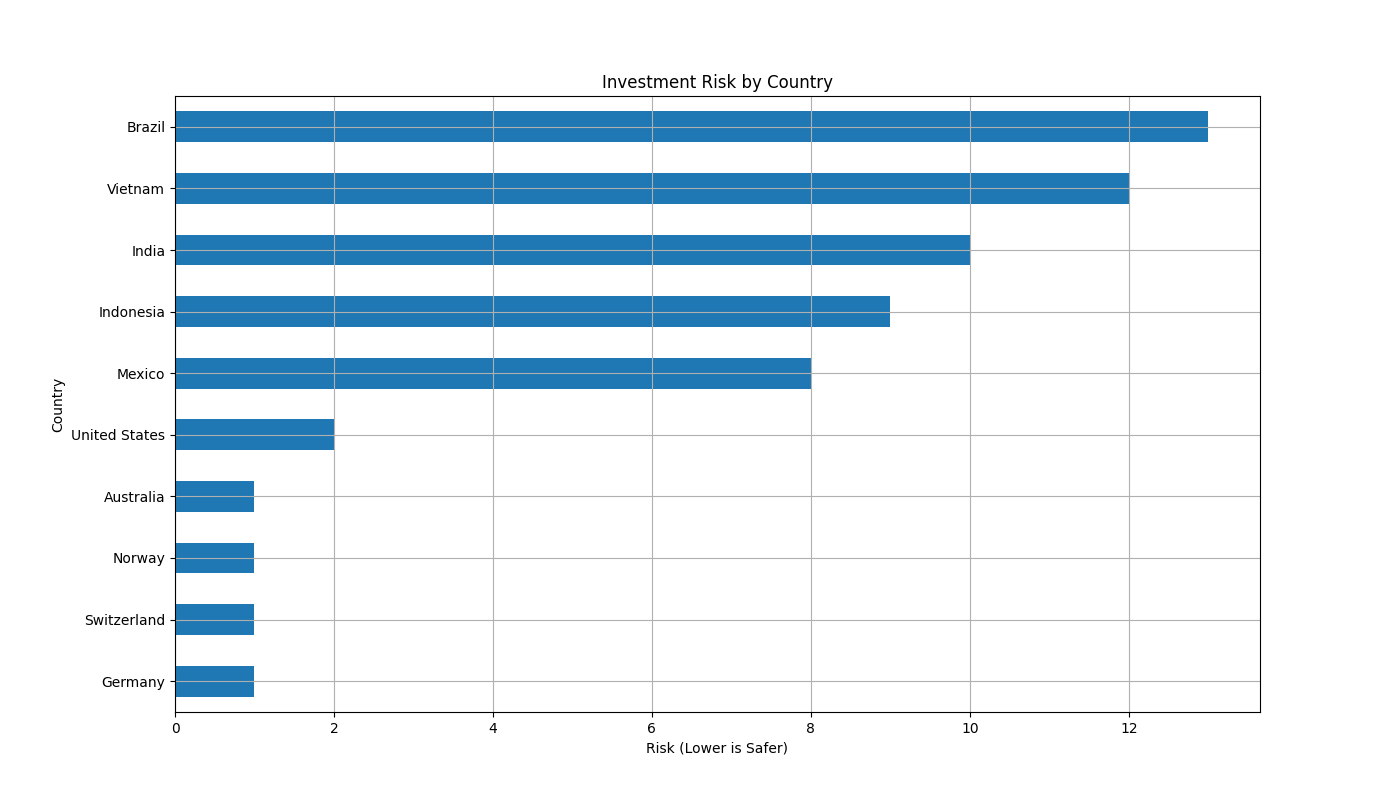 Investment Risk by Country
Brazil
Vietnam
India
Indonesia
Mexico
United States
Australia
Norway
Switzerland
Germany
Country
0 2 4 6 8 10 12
Risk (Lower is Safer)